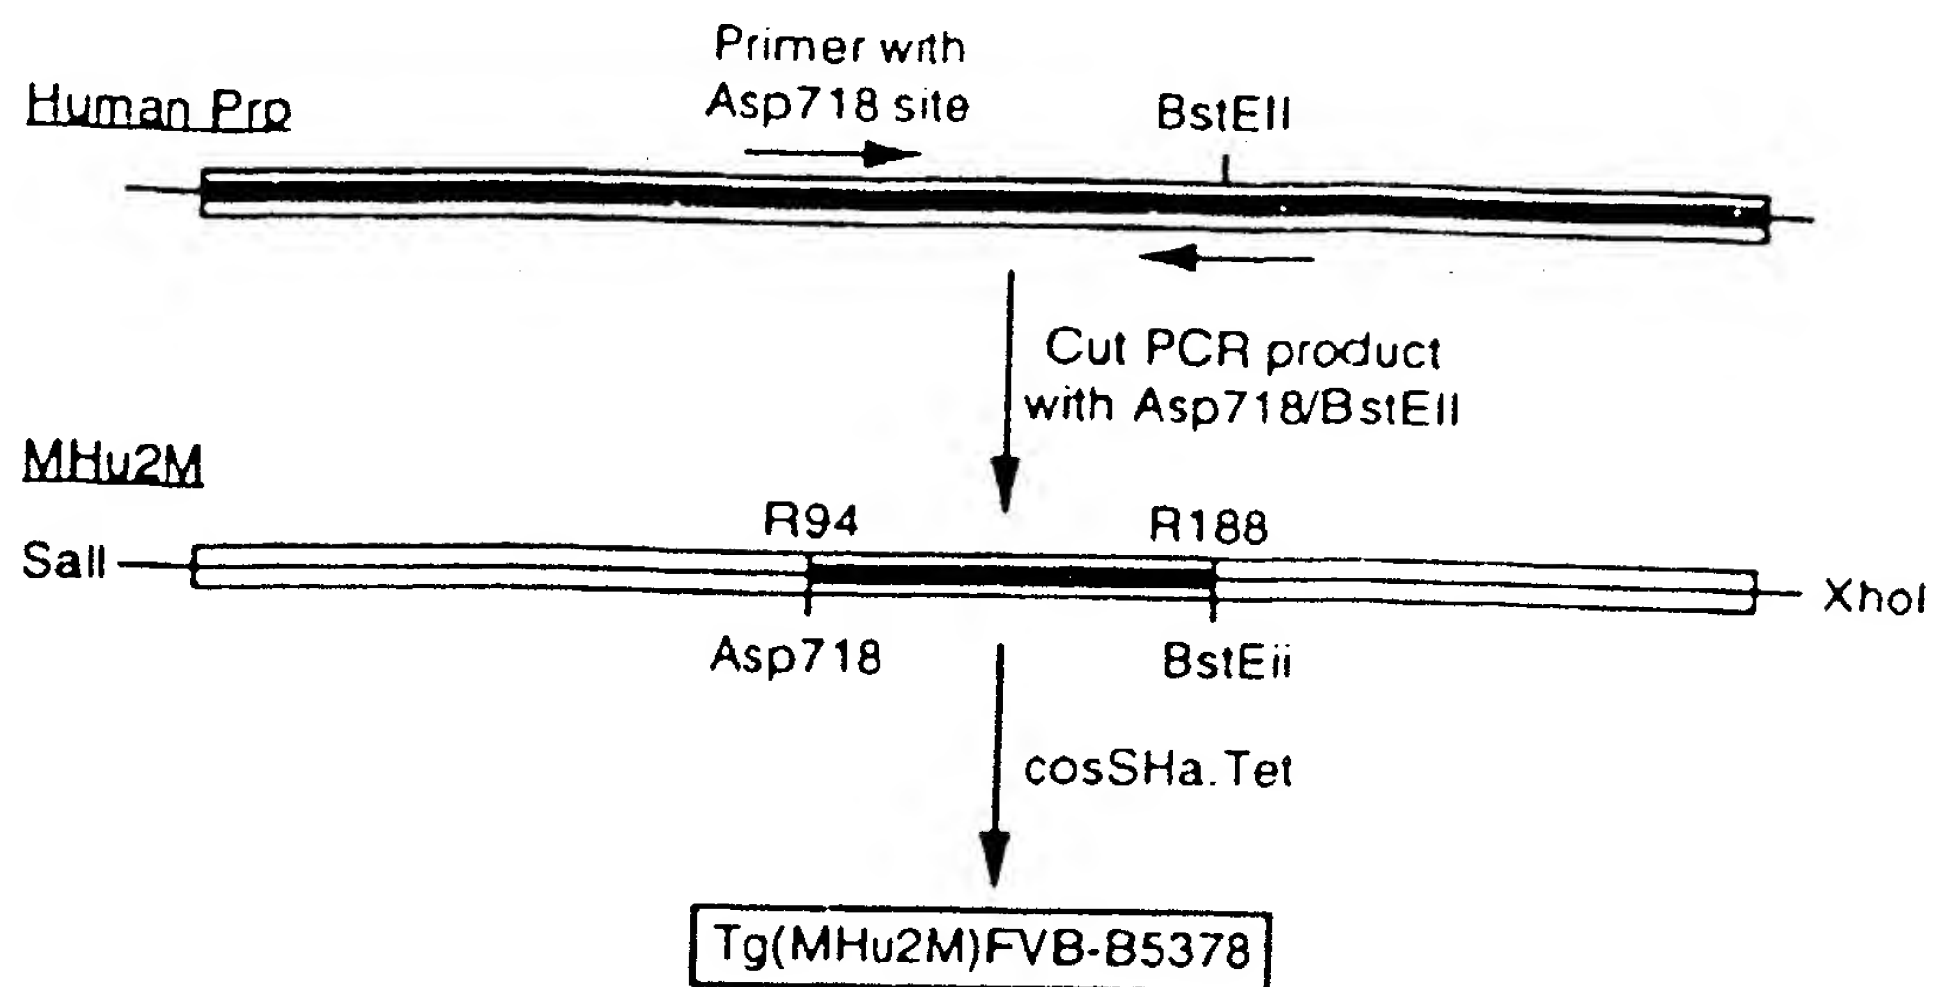 Primer with
Asp718 site
Human Prp
BstEII
Cut PCR product
with Asp718/BstEII
MHu2M
R94
R188
SalI
XhoI
Asp718
BstEii
cosSHa.Tet
Tg(MHu2M)FVB-B5378